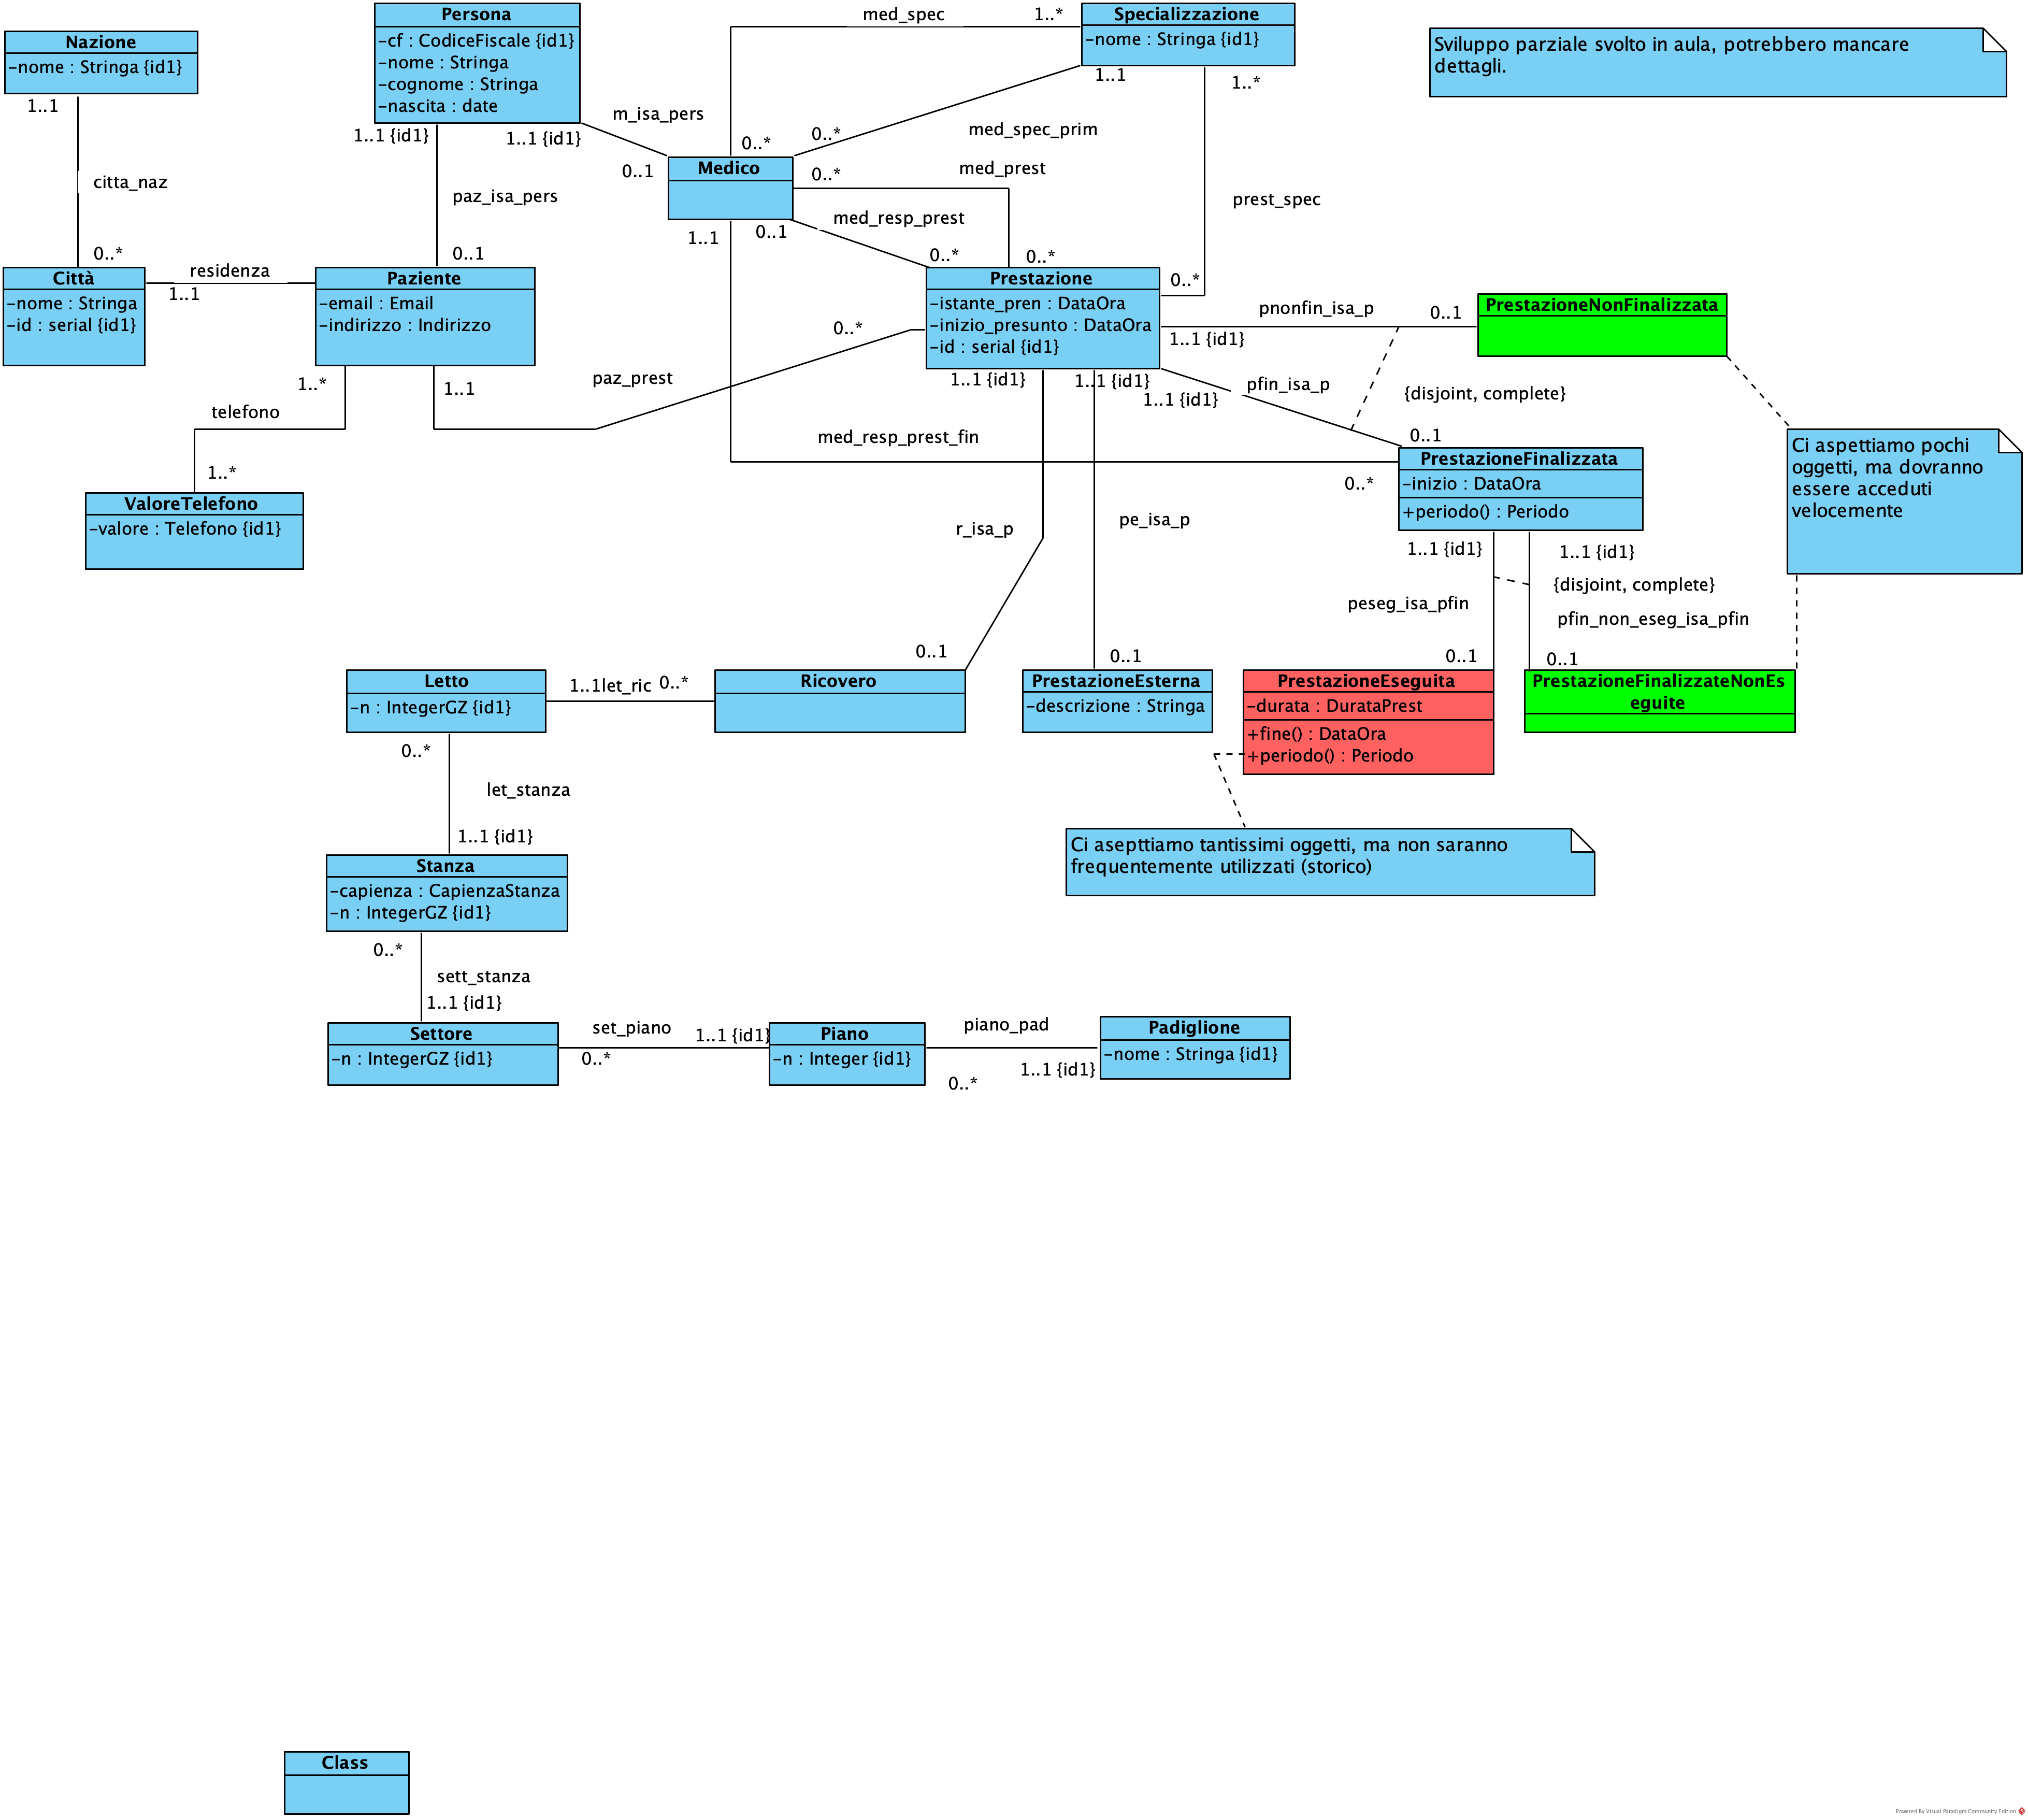 Persona
-cf : CodiceFiscale {id1}
-nome : Stringa
-cognome : Stringa
-nascita : date
med_spec
1..*
Specializzazione
-nome : Stringa {id1}
Sviluppo parziale svolto in aula, potrebbero mancare
dettagli.
Nazione
-nome : Stringa {id1}
1..1
1..1 {id1}
1..1 {id1}
m_isa_pers
0..1
0..*
0..*
1..1
med_spec_prim
1..*
Medico
0..*
med_prest
citta_naz
paz_isa_pers
prest_spec
1..1
0..1
med_resp_prest
0..*
0..1
0..*
0..*
0..*
Città
-nome : Stringa
-id : serial {id1}
residenza
1..1
Paziente
-email : Email
-indirizzo : Indirizzo
Prestazione
-istante_pren : DataOra
-inizio_presunto : DataOra
-id : serial {id1}
pnonfin_isa_p
0..1
1..1 {id1}
PrestazioneNonFinalizzata
0..*
paz_prest
1..*
1..1
telefono
1..*
1..1 {id1}
1..1 {id1}
1..1 {id1}
pfin_isa_p
{disjoint, complete}
0..1
med_resp_prest_fin
0..*
ValoreTelefono
-valore : Telefono {id1}
PrestazioneFinalizzata
-inizio : DataOra
+periodo() : Periodo
Ci aspettiamo pochi
oggetti, ma dovranno
essere acceduti
velocemente
r_isa_p
pe_isa_p
1..1 {id1}
1..1 {id1}
{disjoint, complete}
peseg_isa_pfin
pfin_non_eseg_isa_pfin
0..1
0..1
0..1
0..1
Letto
-n : IntegerGZ {id1}
1..1
let_ric
0..*
Ricovero
PrestazioneEsterna
-descrizione : Stringa
PrestazioneEseguita
-durata : DurataPrest
+fine() : DataOra
+periodo() : Periodo
PrestazioneFinalizzateNonEs
eguite
0..*
let_stanza
1..1 {id1}
Ci asepttiamo tantissimi oggetti, ma non saranno
frequentemente utilizzati (storico)
Stanza
-capienza : CapienzaStanza
-n : IntegerGZ {id1}
0..*
sett_stanza
1..1 {id1}
Settore
-n : IntegerGZ {id1}
set_piano
0..*
1..1 {id1}
Piano
-n : Integer {id1}
piano_pad
0..*
1..1 {id1}
Padiglione
-nome : Stringa {id1}
Class
Powered By Visual Paradigm Community Edition